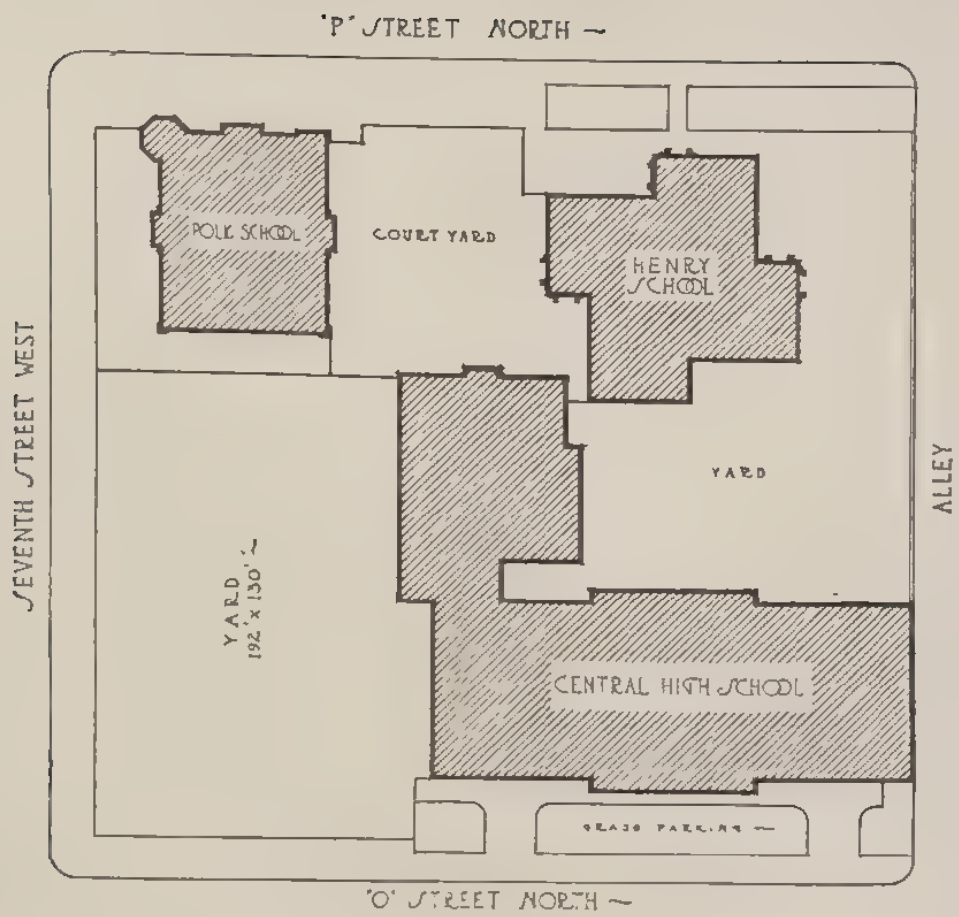 "P" STREET NORTH ~
POLK SCHOOL
COURT YARD
HENRY
SCHOOL
SEVENTH STREET WEST
YARD
ALLEY
YARD
192' x 130' ~
CENTRAL HIGH SCHOOL
GRASS PARKING ~
"O" STREET NORTH ~